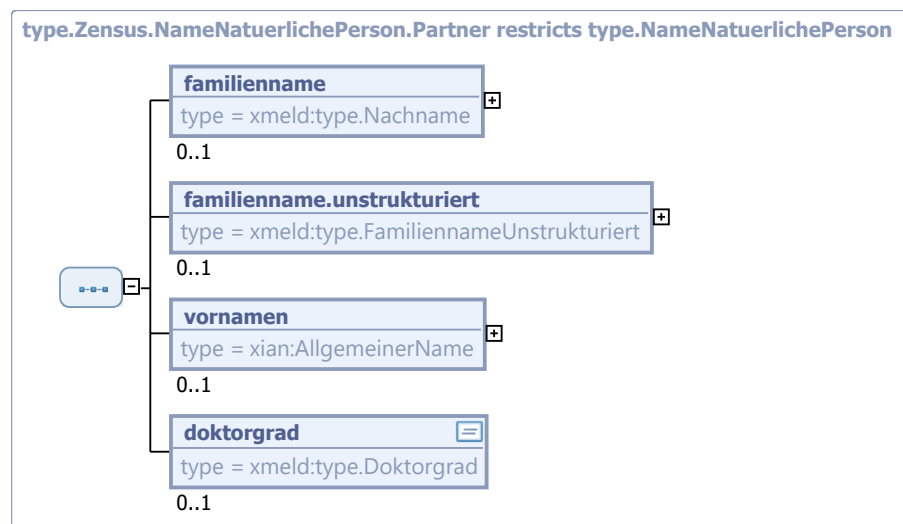 type.Zensus.NameNatuerlichePerson.Partner restricts type.NameNatuerlichePerson
familienname
type = xmeld:type.Nachname
0..1
familienname.unstrukturiert
type = xmeld:type.FamiliennameUnstrukturiert
0..1
vornamen
type = xian:AllgemeinerName
0..1
doktorgrad
type = xmeld:type.Doktorgrad
0..1